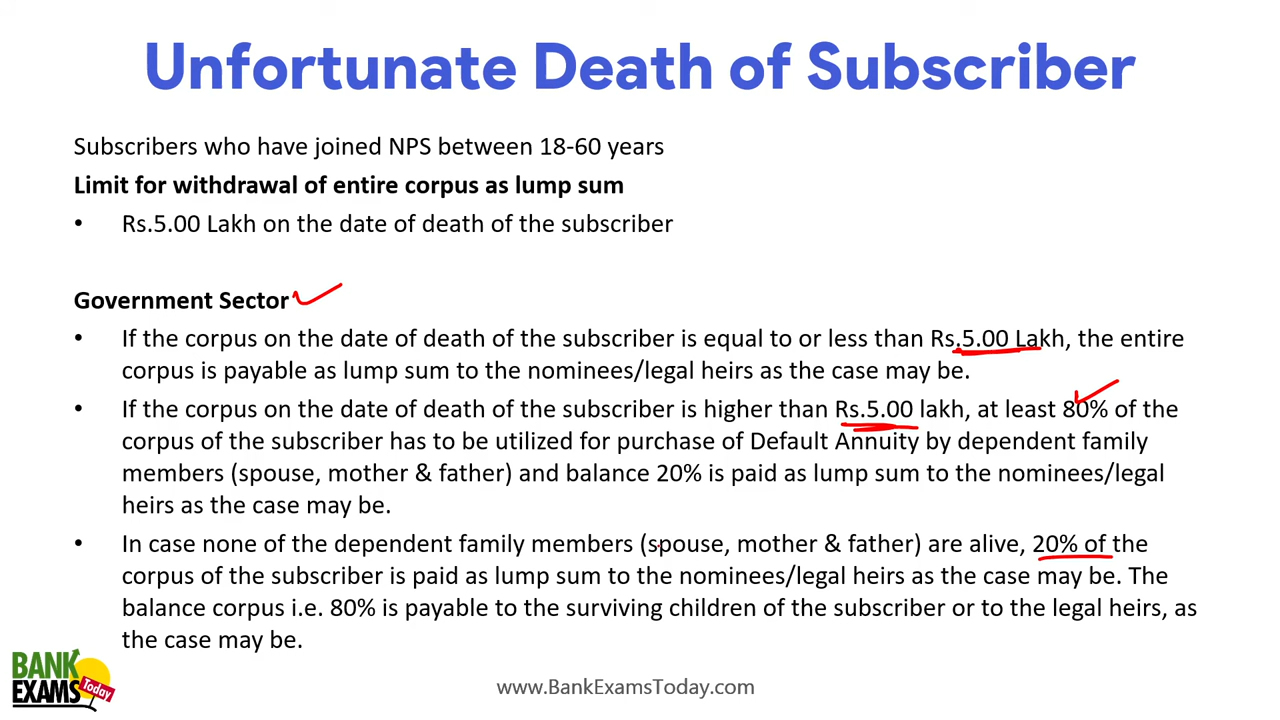 Unfortunate Death of Subscriber
Subscribers who have joined NPS between 18-60 years
Limit for withdrawal of entire corpus as lump sum
• Rs.5.00 Lakh on the date of death of the subscriber
Government Sector
• If the corpus on the date of death of the subscriber is equal to or less than Rs.5.00 Lakh, the entire
corpus is payable as lump sum to the nominees/legal heirs as the case may be.
• If the corpus on the date of death of the subscriber is higher than Rs.5.00 lakh, at least 80% of the
corpus of the subscriber has to be utilized for purchase of Default Annuity by dependent family
members (spouse, mother & father) and balance 20% is paid as lump sum to the nominees/legal
heirs as the case may be.
• In case none of the dependent family members (spouse, mother & father) are alive, 20% of the
corpus of the subscriber is paid as lump sum to the nominees/legal heirs as the case may be. The
balance corpus i.e. 80% is payable to the surviving children of the subscriber or to the legal heirs, as
the case may be.
BANK
EXAMS
Today
www.BankExamsToday.com